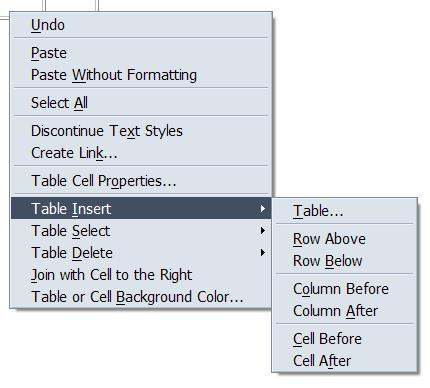 Undo
Paste
Paste Without Formatting
Select All
Discontinue Text Styles
Create Link...
Table Cell Properties...
Table Insert
Table Select
Table Delete
Join with Cell to the Right
Table or Cell Background Color...
Table...
Row Above
Row Below
Column Before
Column After
Cell Before
Cell After